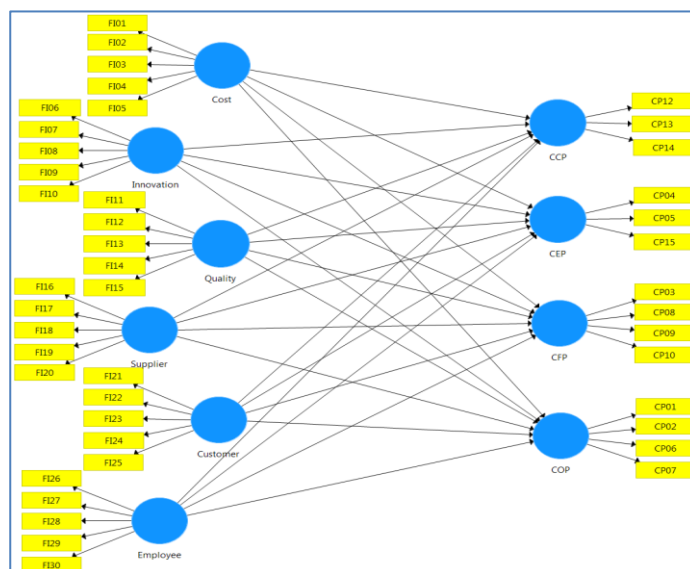 FI01
FI02
FI03
FI04
FI05
Cost
FI06
FI07
FI08
FI09
FI10
Innovation
FI11
FI12
FI13
FI14
FI15
Quality
FI16
FI17
FI18
FI19
FI20
Supplier
FI21
FI22
FI23
FI24
FI25
Customer
FI26
FI27
FI28
FI29
FI30
Employee
CCP
CP12
CP13
CP14
CEP
CP04
CP05
CP15
CFP
CP03
CP08
CP09
CP10
COP
CP01
CP02
CP06
CP07